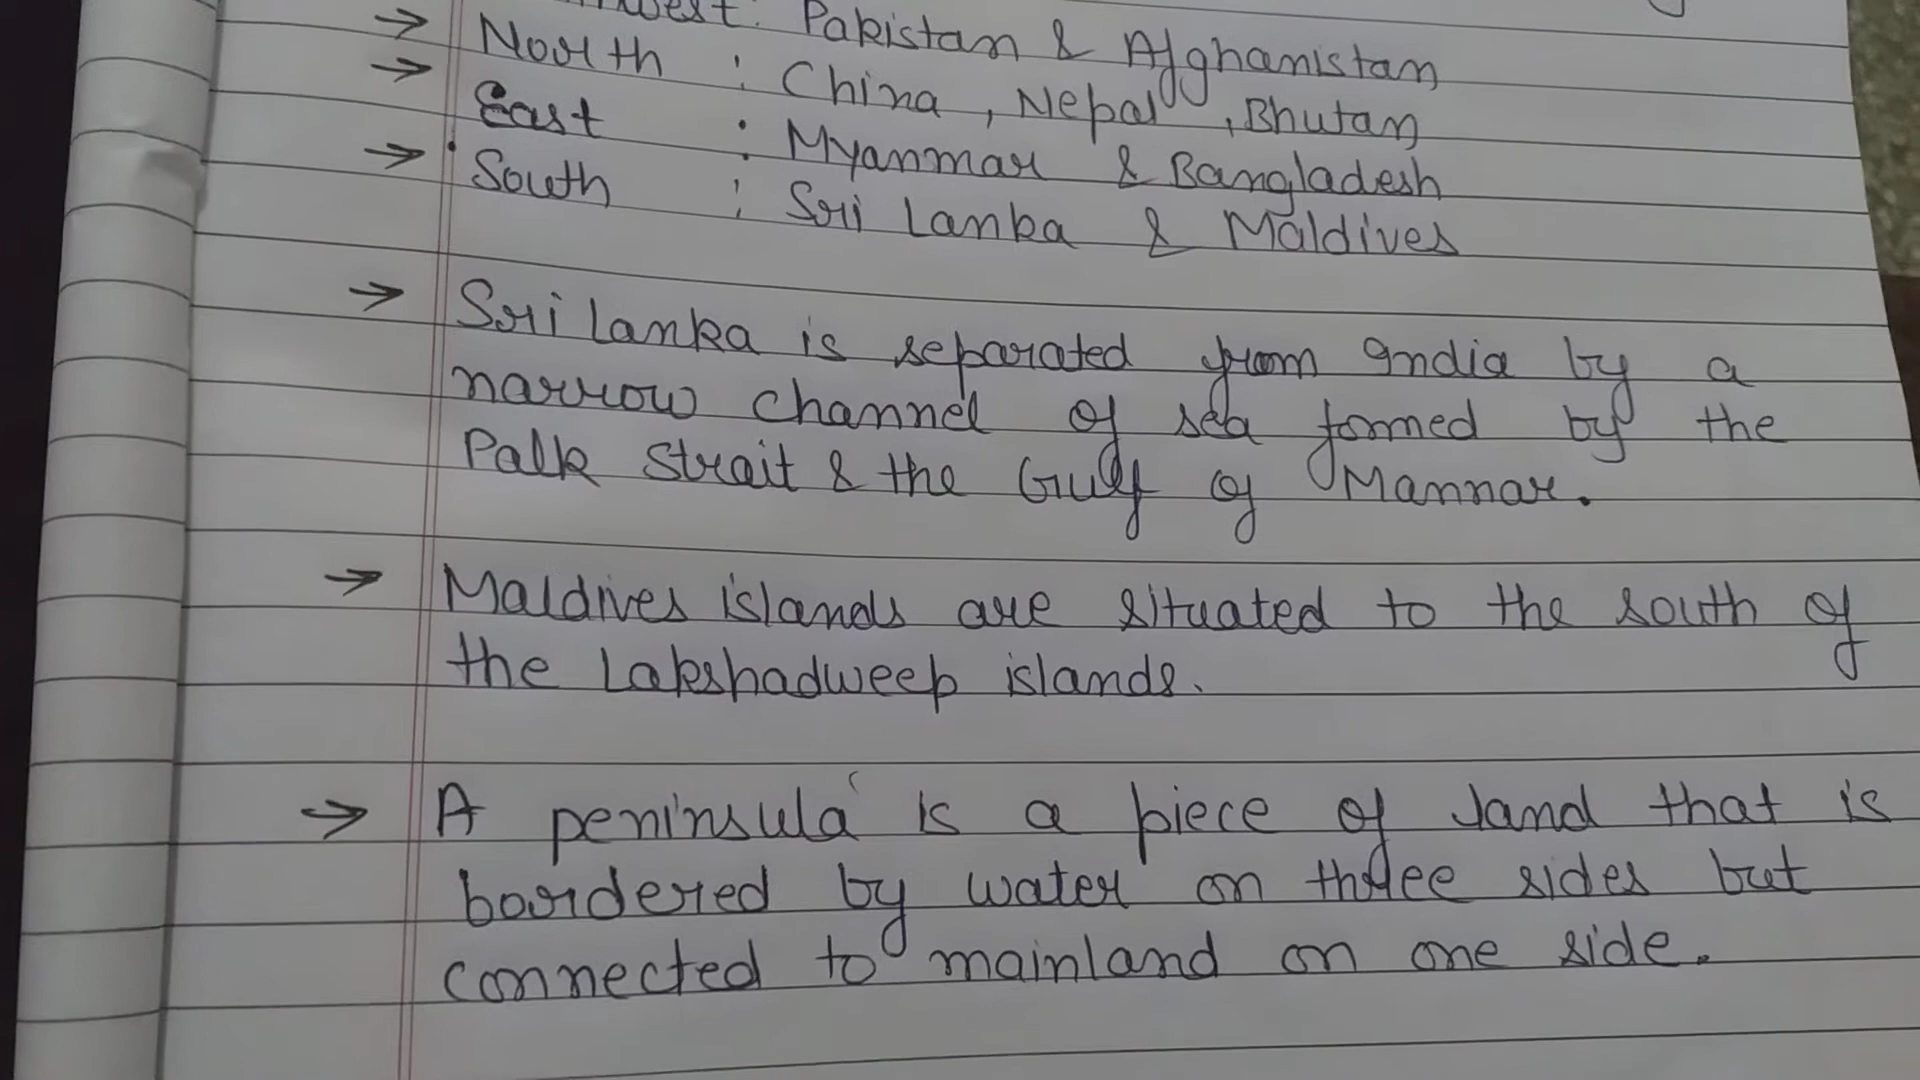 west: Pakistan & Afghanistan
→ North : China, Nepal, Bhutan
→ East : Myanmar & Bangladesh
→ South : Sri Lanka & Maldives
→ Sri Lanka is separated from India by a
narrow channel of sea formed by the
Palk Strait & the Gulf of Mannar.
→ Maldives islands are situated to the south of
the Lakshadweep islands.
→ A peninsula is a piece of land that is
bordered by water on three sides but
connected to mainland on one side.